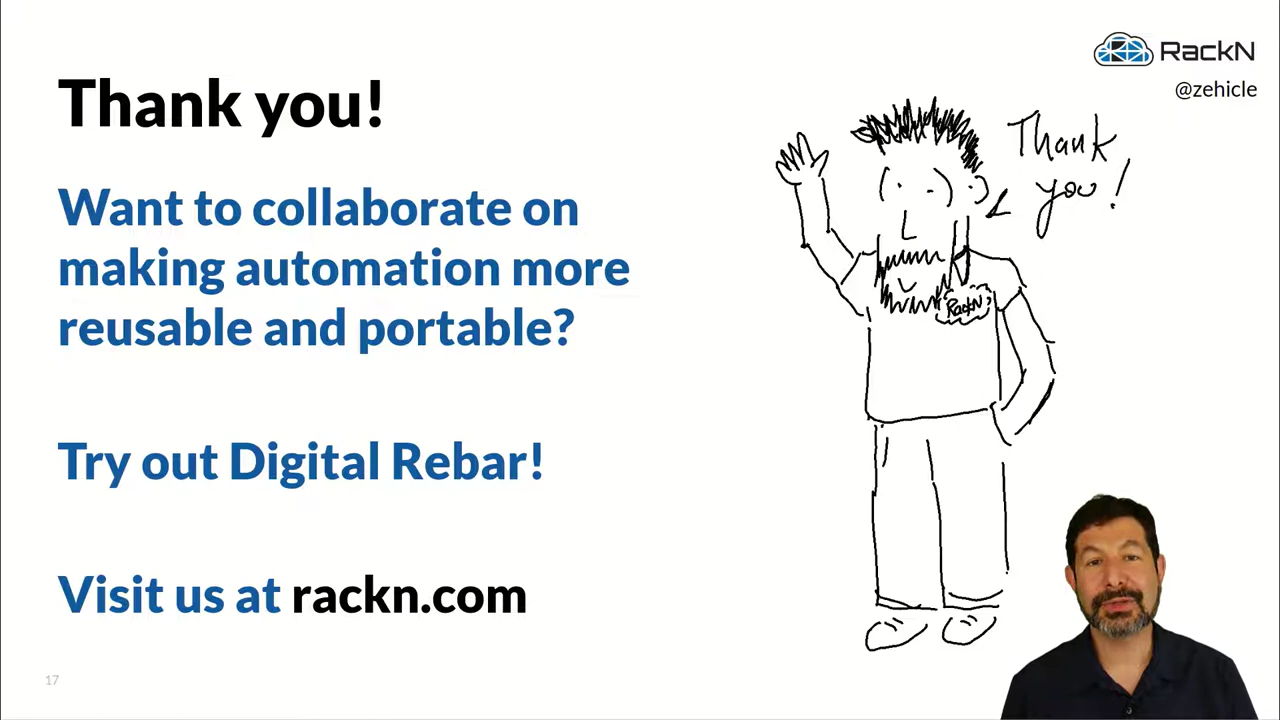 RackN
@zehicle
Thank you!
Want to collaborate on
making automation more
reusable and portable?
Try out Digital Rebar!
Visit us at rackn.com
Thank
you!
RackN
17